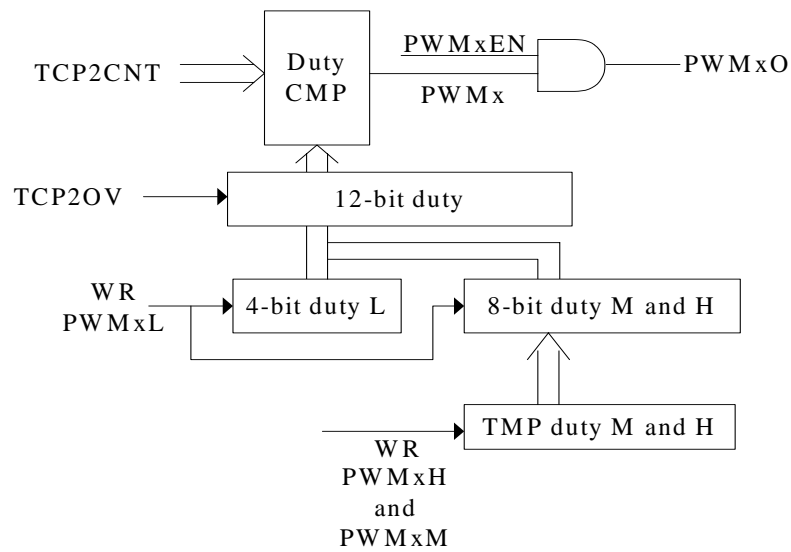 PWMxEN
TCP2CNT
Duty
CMP
PWMxO
PWMx
TCP2OV
12-bit duty
WR
PWMxL
4-bit duty L
8-bit duty M and H
TMP duty M and H
WR
PWMxH
and
PWMxM